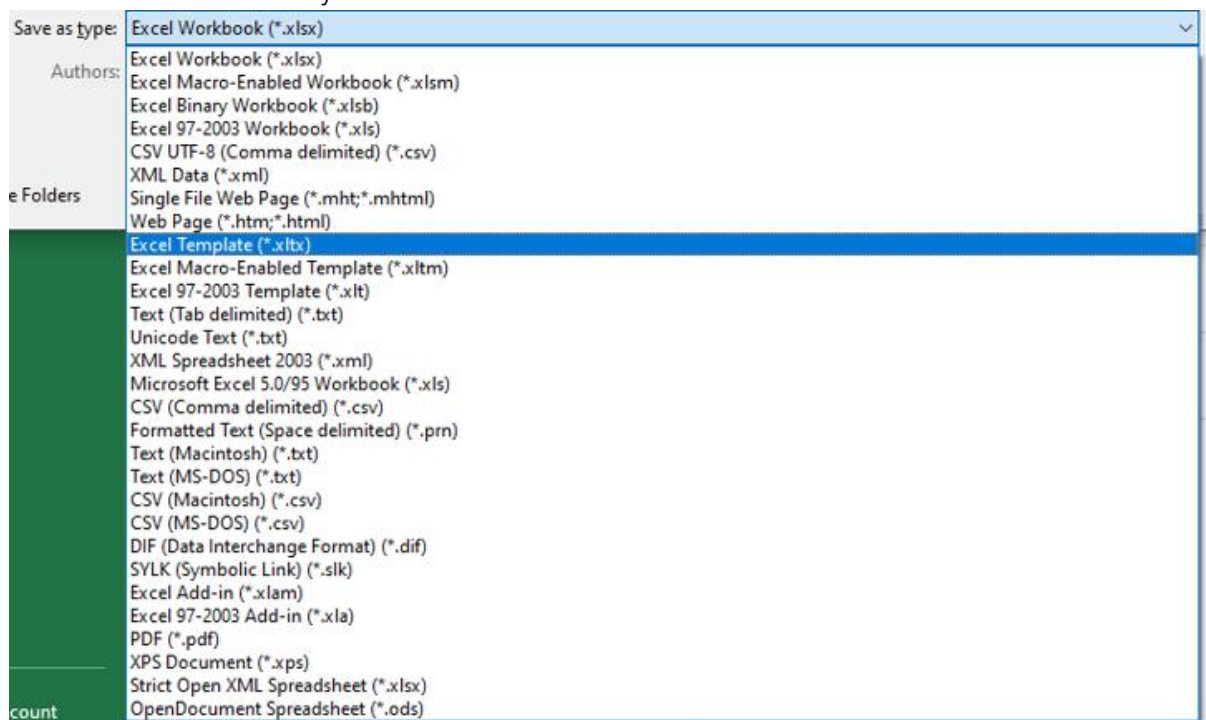 Save as type: Excel Workbook (*.xlsx)
Authors:
Excel Workbook (*.xlsx)
Excel Macro-Enabled Workbook (*.xlsm)
Excel Binary Workbook (*.xlsb)
Excel 97-2003 Workbook (*.xls)
CSV UTF-8 (Comma delimited) (*.csv)
XML Data (*.xml)
e Folders
Single File Web Page (*.mht;*.mhtml)
Web Page (*.htm;*.html)
Excel Template (*.xltx)
Excel Macro-Enabled Template (*.xltm)
Excel 97-2003 Template (*.xlt)
Text (Tab delimited) (*.txt)
Unicode Text (*.txt)
XML Spreadsheet 2003 (*.xml)
Microsoft Excel 5.0/95 Workbook (*.xls)
CSV (Comma delimited) (*.csv)
Formatted Text (Space delimited) (*.prn)
Text (Macintosh) (*.txt)
Text (MS-DOS) (*.txt)
CSV (Macintosh) (*.csv)
CSV (MS-DOS) (*.csv)
DIF (Data Interchange Format) (*.dif)
SYLK (Symbolic Link) (*.slk)
Excel Add-in (*.xlam)
Excel 97-2003 Add-in (*.xla)
PDF (*.pdf)
XPS Document (*.xps)
Strict Open XML Spreadsheet (*.xlsx)
count
OpenDocument Spreadsheet (*.ods)